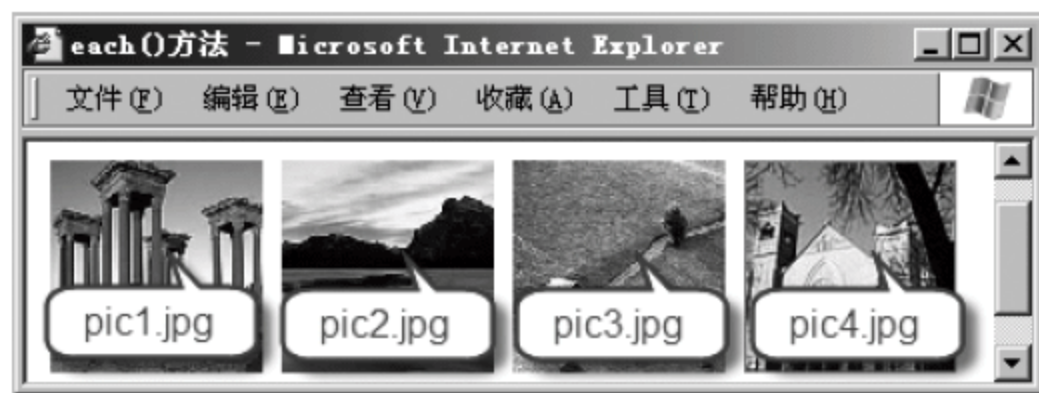 each()方法 - Microsoft Internet Explorer
文件(F) 编辑(E) 查看(V) 收藏(A) 工具(T) 帮助(H)
pic1.jpg pic2.jpg pic3.jpg pic4.jpg